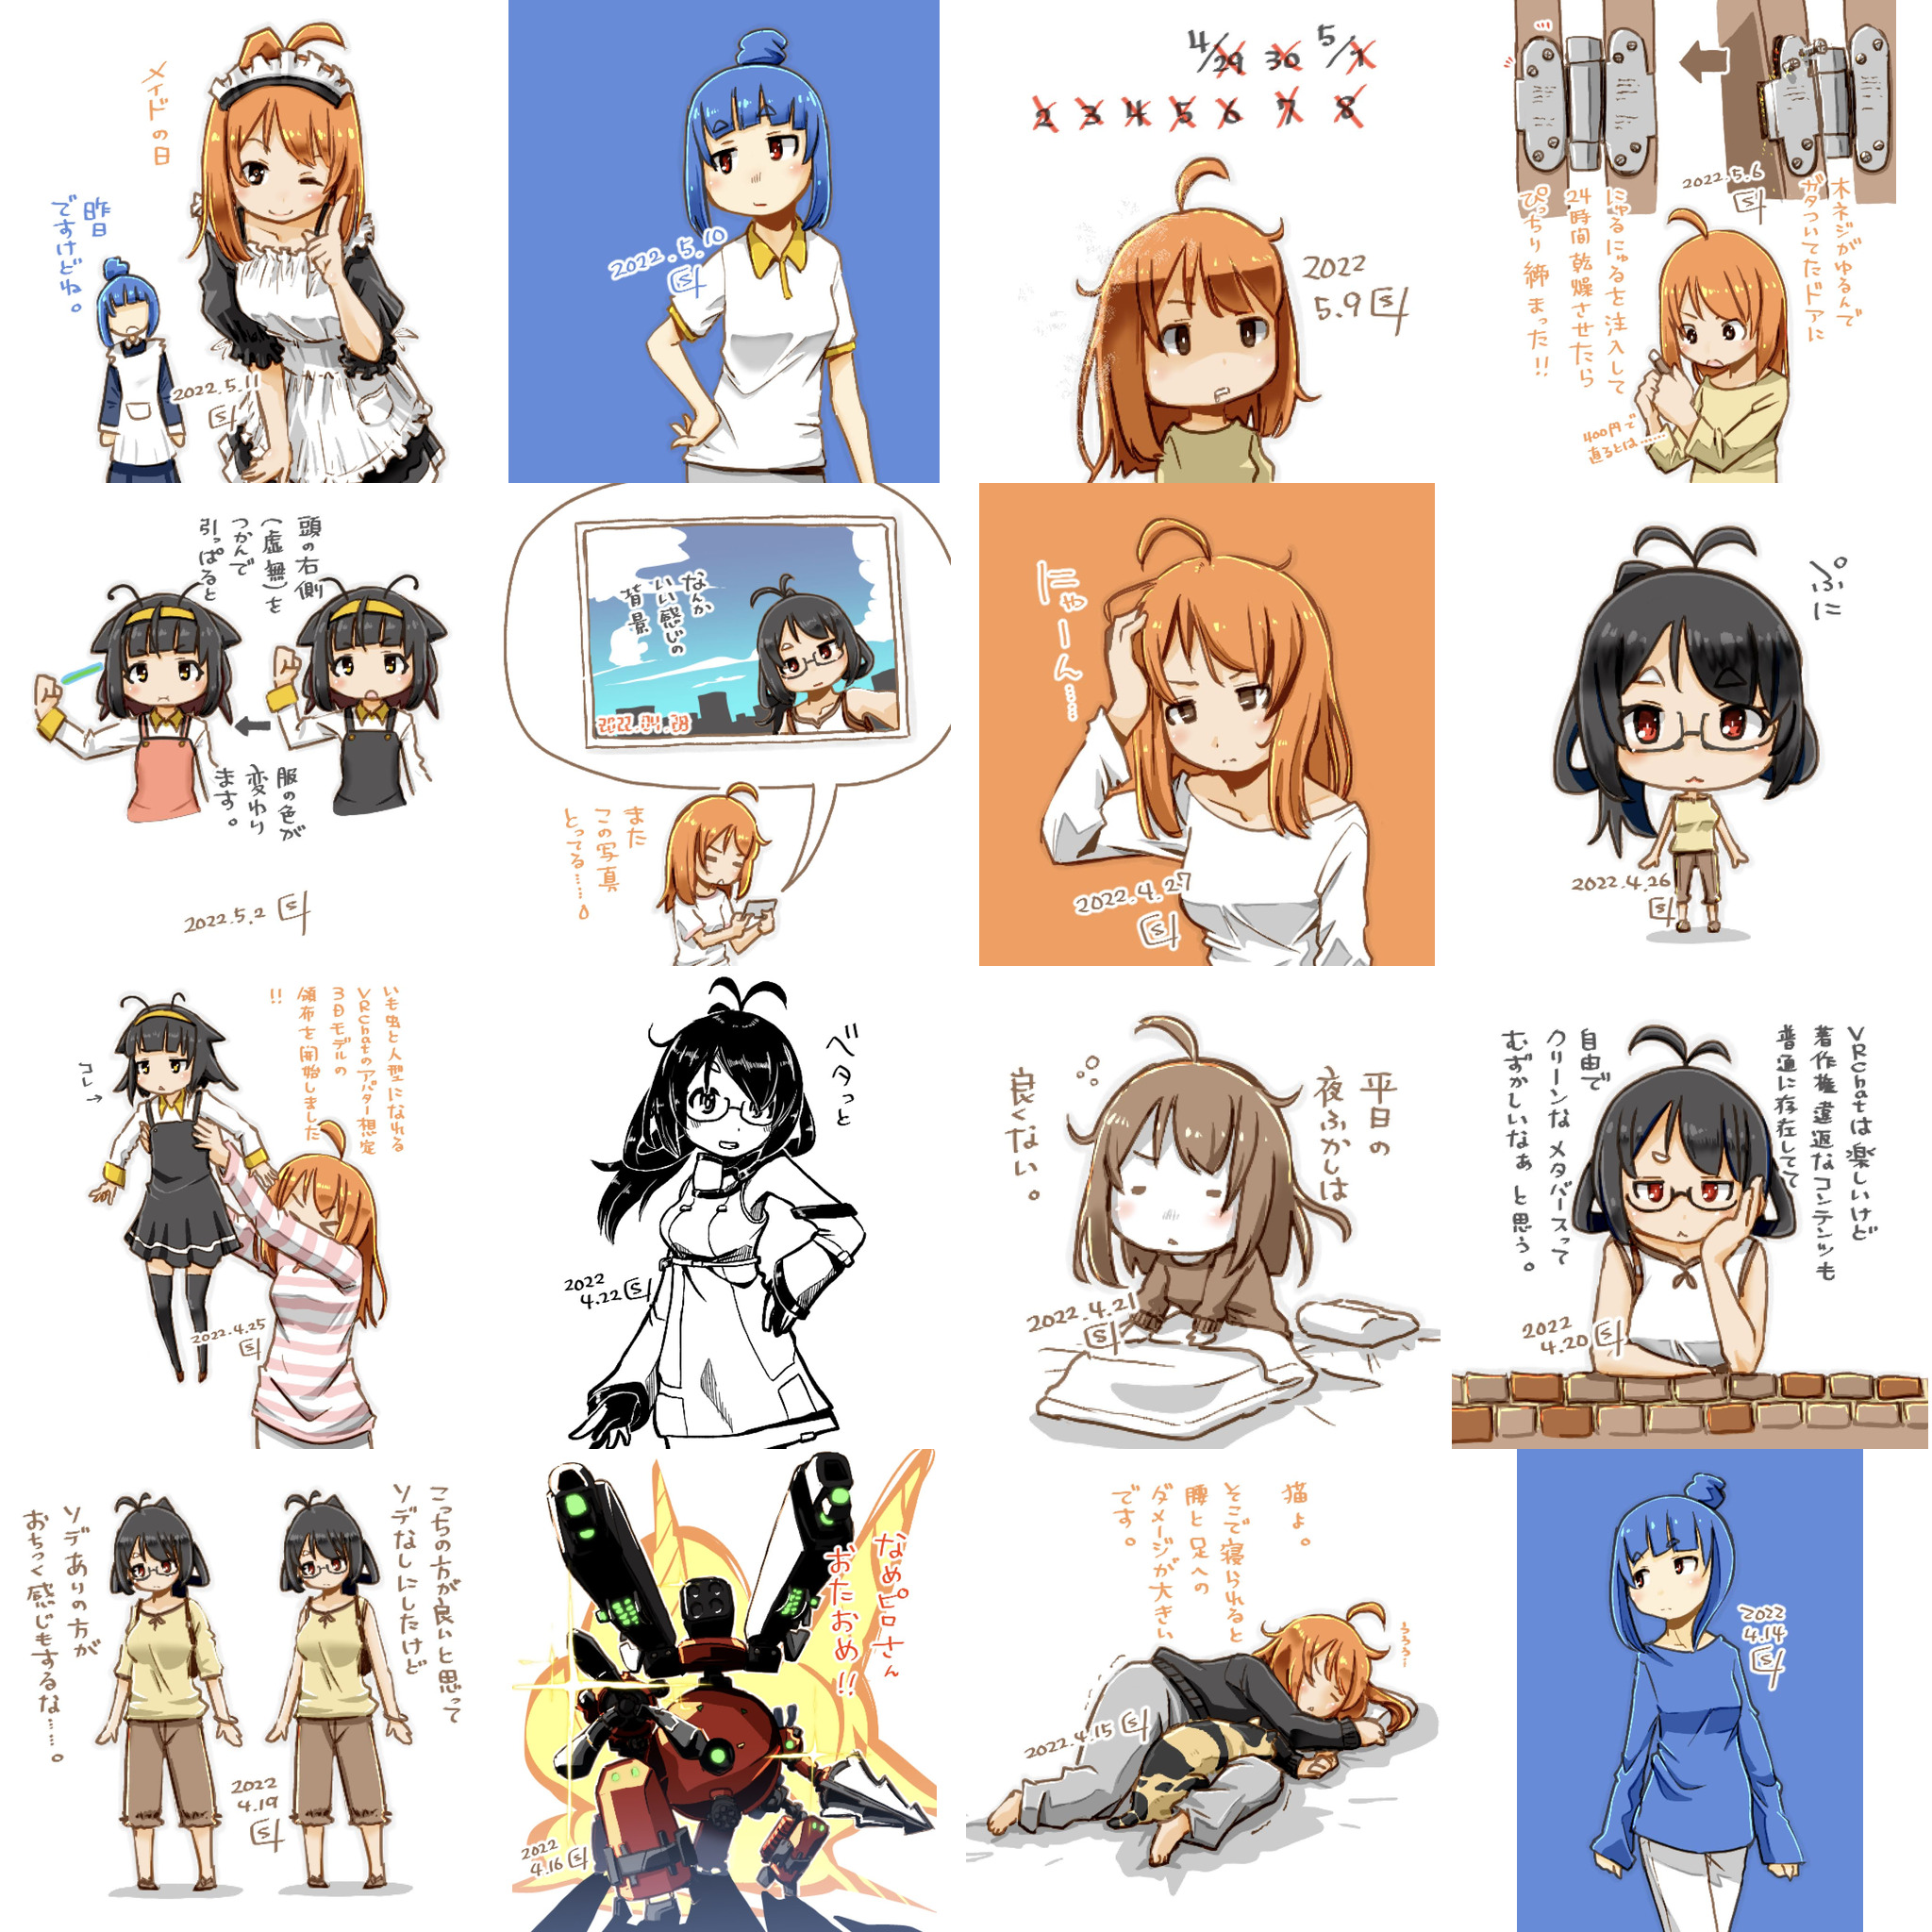 メイドの日
昨日
ですけどね。
2022.5.11
2022.5.10
4/29 30 5/1
2 3 4 5 6 7 8
2022
5.9
2022.5.6
木ネジがゆるんで
ガタついてたドアに
にゅるにゅるを注入して
24時間乾燥させたら
ぴっちり締まった!!
400円で
直るとは……
頭の右側
(虚無)を
つかんで
引っぱると
服の色が
変わり
ます。
2022.5.2
なんか
いい感じの
背景
2022.04.28
また
この写真
とってる……
にゃーん…
2022.4.27
ぷに
2022.4.26
いも虫と人型になれる
VRChatのアバター想定
3Dモデルの
頒布を開始しました
!!
コレ→
2022.4.25
ベタっと
2022
4.22
平日の
夜ふかしは
良くない。
2022.4.21
VRChatは楽しいけど
著作権違反なコンテンツも
普通に存在してて
自由で
クリーンなメタバースって
むずかしいなぁと思う。
2022
4.20
こっちの方が良いと思って
ソデなしにしたけど
ソデありの方が
おちつく感じもするな……。
2022
4.19
なめピロさん
おたおめ!!
2022
4.16
猫よ。
そこで寝られると
腰と足への
ダメージが大きい
です。
うううう…
2022.4.15
2022
4.14